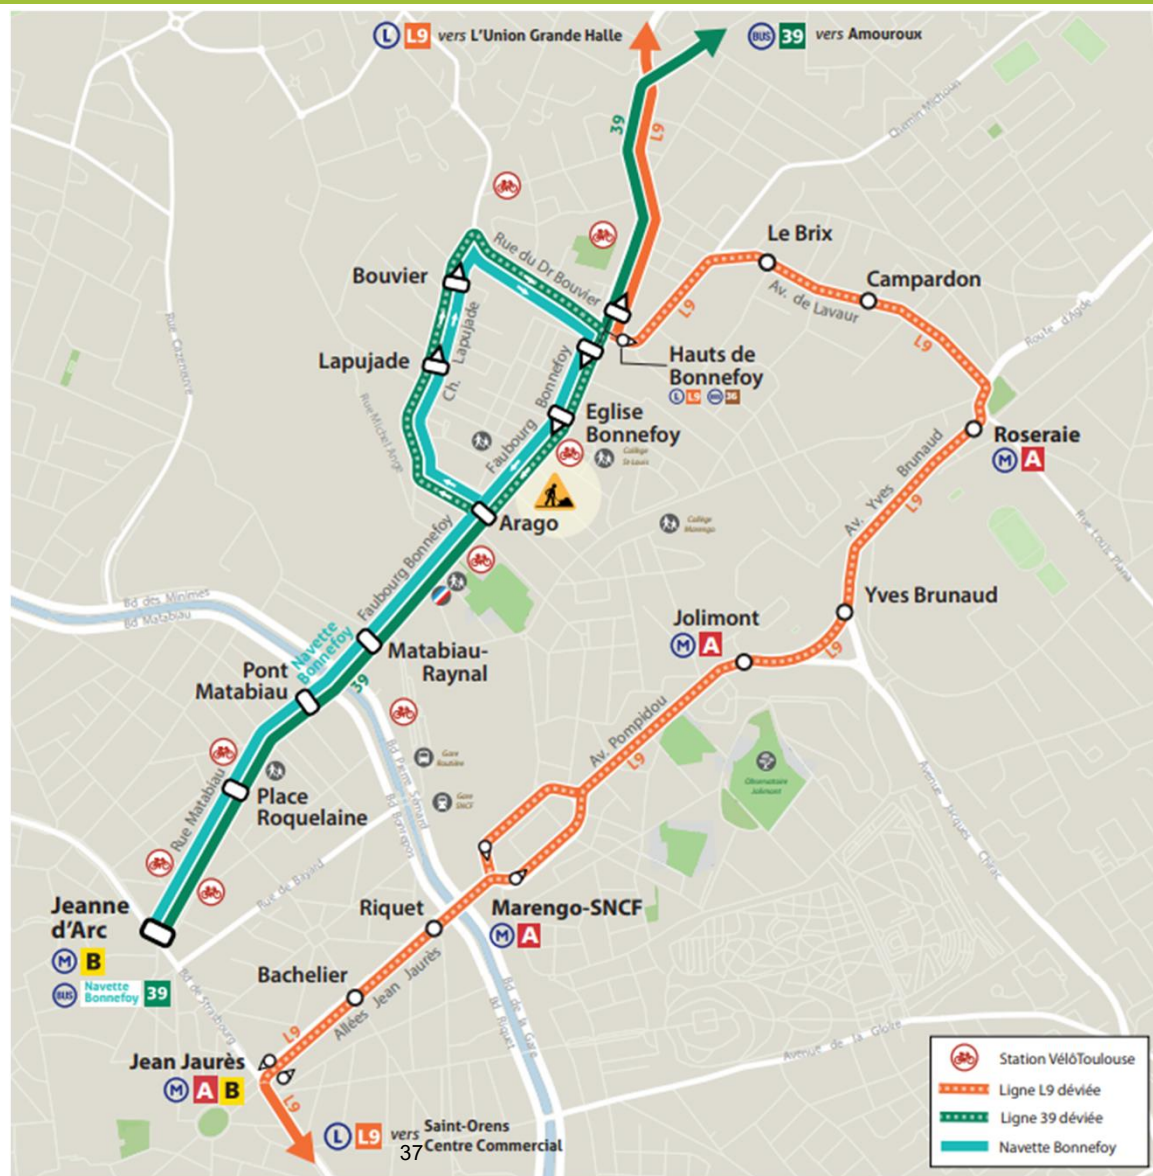 L L9 vers L'Union Grande Halle
BUS 39 vers Amouroux
Chemin Michoun
39
L9
Rue du Dr Bouvier
Le Brix
Bouvier
Campardon
Av. de Lavaur
L9
Rue Cazeneuve
Ch. Lapujade
Route d'Agde
L9
Lapujade
Hauts de
Bonnefoy
L L9 BUS 36
Rue Michel Ange
Faubourg Bonnefoy
Eglise
Bonnefoy
Collège
St-Louis
Roseraie
M A
Av. Yves Brunaud
L9
Arago
Collège
Marengo
Rue Louis Plana
Faubourg Bonnefoy
Bd des Minimes
Bd Matabiau
Yves Brunaud
Jolimont
M A
L9
Navette
Bonnefoy
Matabiau-
Raynal
Pont
Matabiau
39
Av. Pompidou
L9
Gare
Routière
Gare
SNCF
Observatoire
Jolimont
Bd Pierre Sémard
Bd Bonrepos
Avenue Jacques Chirac
Rue Matabiau
Place
Roquelaine
Rue de Bayard
Jeanne
d'Arc
M B
BUS Navette
Bonnefoy 39
Riquet
Marengo-SNCF
M A
Bachelier
Allées Jean Jaurès
Bd de Strasbourg
Bd de la Gare
Bd Riquet
L9
Avenue de la Gloire
Jean Jaurès
M A B
L9
L L9 vers Saint-Orens
Centre Commercial
37
Station VélôToulouse
Ligne L9 déviée
Ligne 39 déviée
Navette Bonnefoy